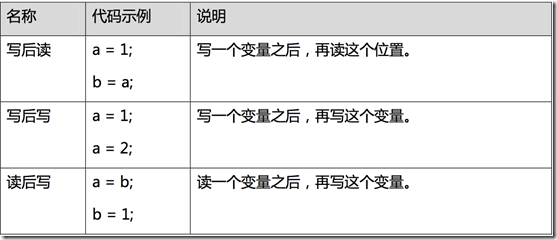 名称 代码示例 说明
写后读 a = 1; 写一个变量之后，再读这个位置。
b = a;
写后写 a = 1; 写一个变量之后，再写这个变量。
a = 2;
读后写 a = b; 读一个变量之后，再写这个变量。
b = 1;